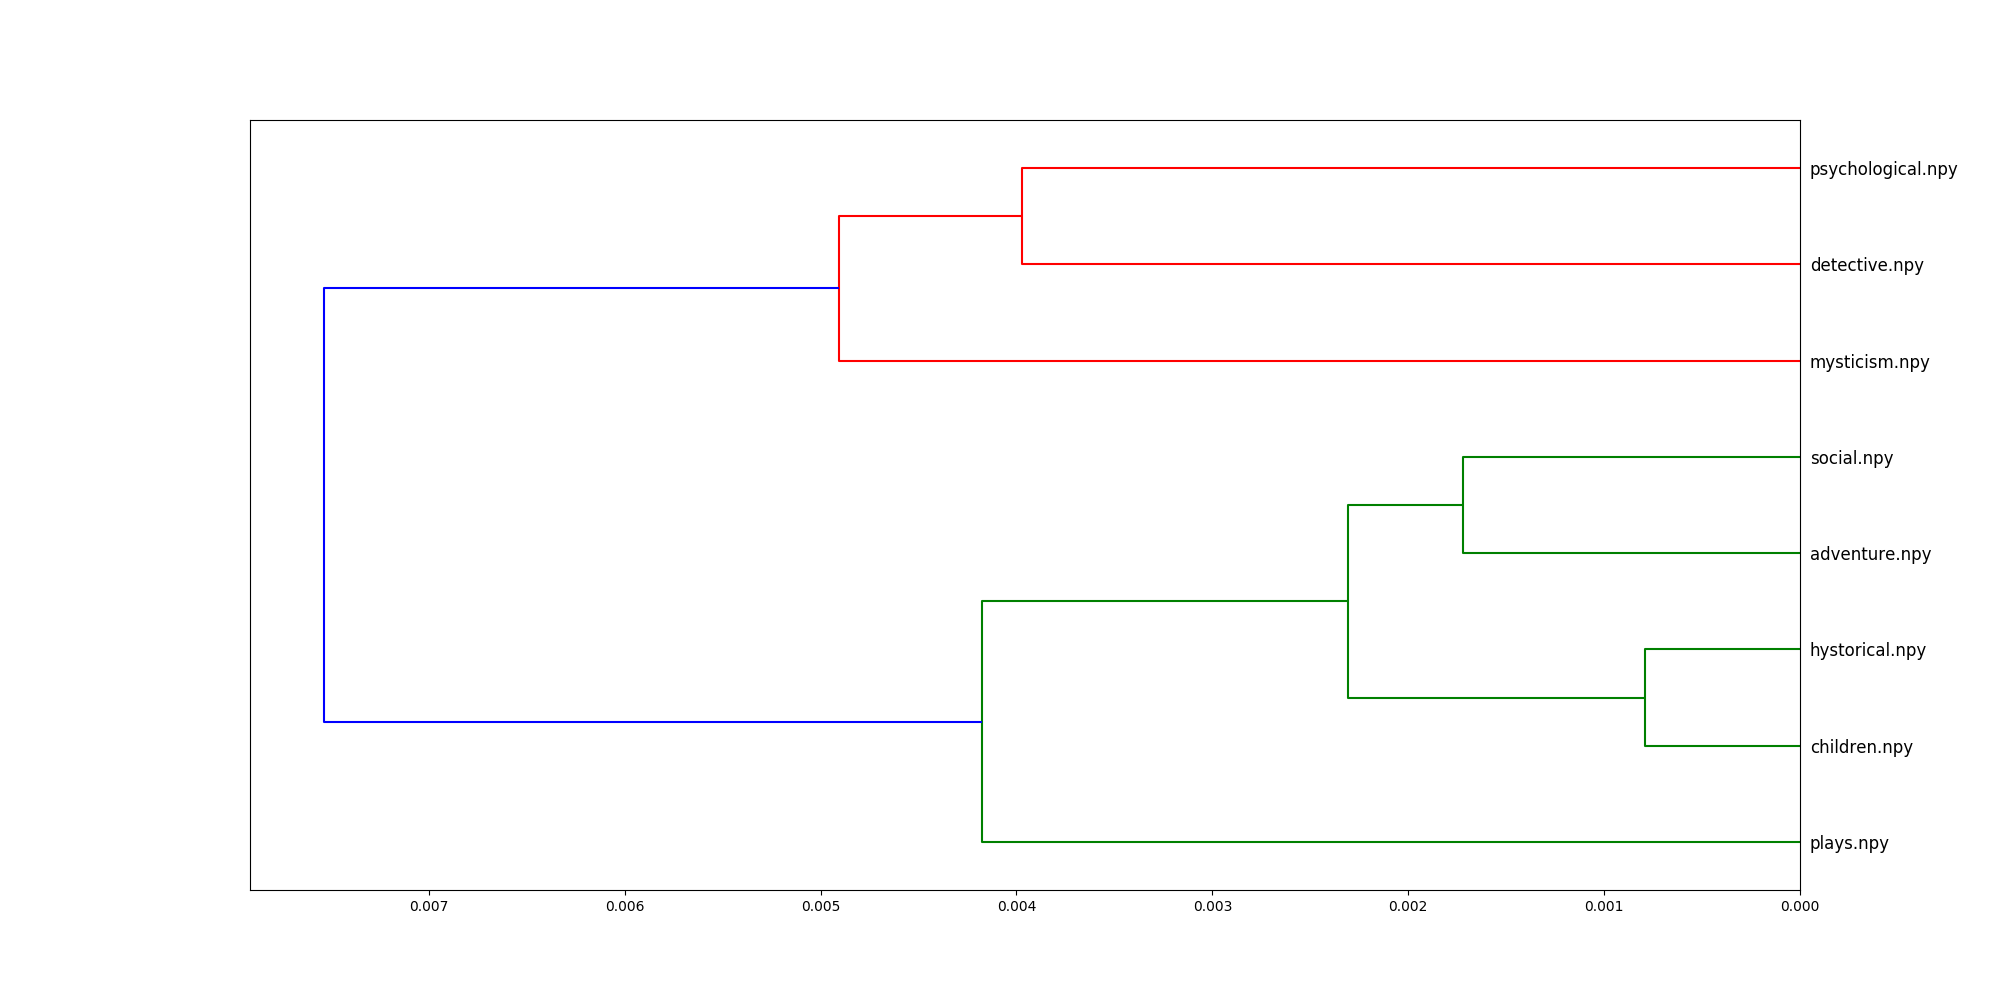 psychological.npy
detective.npy
mysticism.npy
social.npy
adventure.npy
hystorical.npy
children.npy
plays.npy
0.007 0.006 0.005 0.004 0.003 0.002 0.001 0.000